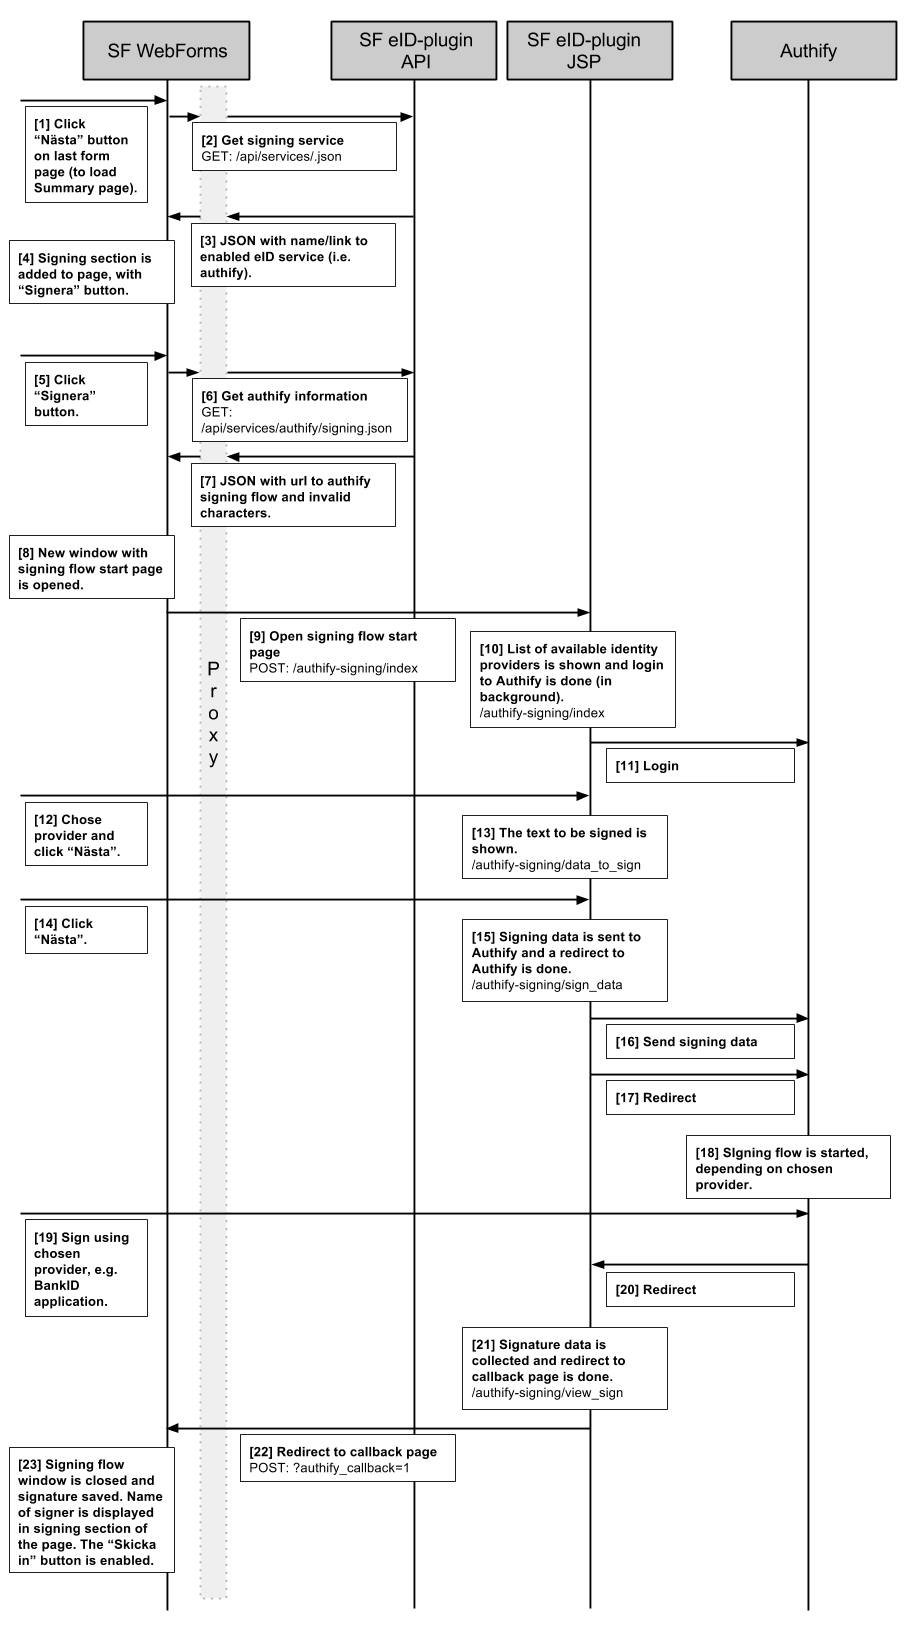 SF WebForms
SF eID-plugin
API
SF eID-plugin
JSP
Authify
[1] Click
“Nästa” button
on last form
page (to load
Summary page).
[2] Get signing service
GET: /api/services/.json
[3] JSON with name/link to
enabled eID service (i.e.
authify).
[4] Signing section is
added to page, with
“Signera” button.
[5] Click
“Signera”
button.
[6] Get authify information
GET:
/api/services/authify/signing.json
[7] JSON with url to authify
signing flow and invalid
characters.
[8] New window with
signing flow start page
is opened.
[9] Open signing flow start
page
POST: /authify-signing/index
[10] List of available identity
providers is shown and login
to Authify is done (in
background).
/authify-signing/index
P
r
o
x
y
[11] Login
[12] Chose
provider and
click “Nästa”.
[13] The text to be signed is
shown.
/authify-signing/data_to_sign
[14] Click
“Nästa”.
[15] Signing data is sent to
Authify and a redirect to
Authify is done.
/authify-signing/sign_data
[16] Send signing data
[17] Redirect
[18] SIgning flow is started,
depending on chosen
provider.
[19] Sign using
chosen
provider, e.g.
BankID
application.
[20] Redirect
[21] Signature data is
collected and redirect to
callback page is done.
/authify-signing/view_sign
[22] Redirect to callback page
POST: ?authify_callback=1
[23] Signing flow
window is closed and
signature saved. Name
of signer is displayed
in signing section of
the page. The “Skicka
in” button is enabled.